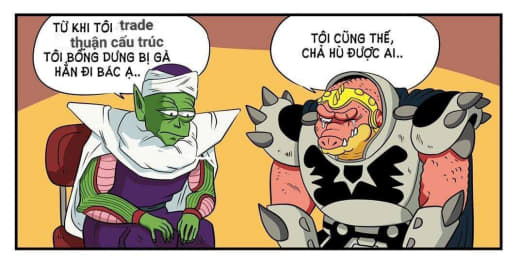 TỪ KHI TÔI trade
thuận cấu trúc
TÔI BỖNG DƯNG BỊ GÀ
HẲN ĐI BÁC Ạ..
TÔI CŨNG THẾ,
CHẢ HÙ ĐƯỢC AI..